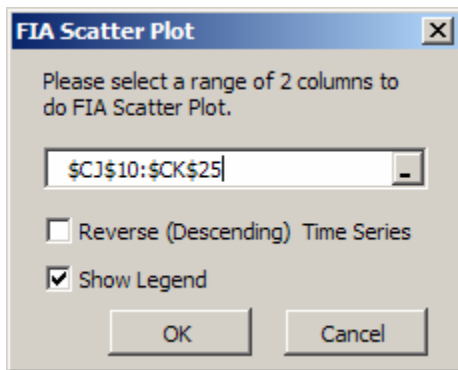 FIA Scatter Plot
Please select a range of 2 columns to
do FIA Scatter Plot.
$CJ$10:$CK$25
Reverse (Descending) Time Series
Show Legend
OK Cancel